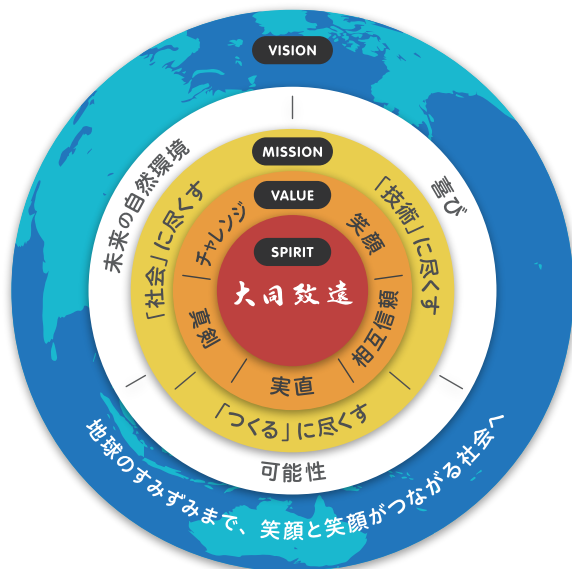 VISION
未来の自然環境
喜び
可能性
地球のすみずみまで、笑顔と笑顔がつながる社会へ
MISSION
「社会」に尽くす
「技術」に尽くす
「つくる」に尽くす
VALUE
チャレンジ
笑顔
相互信頼
実直
真剣
SPIRIT
大同致遠